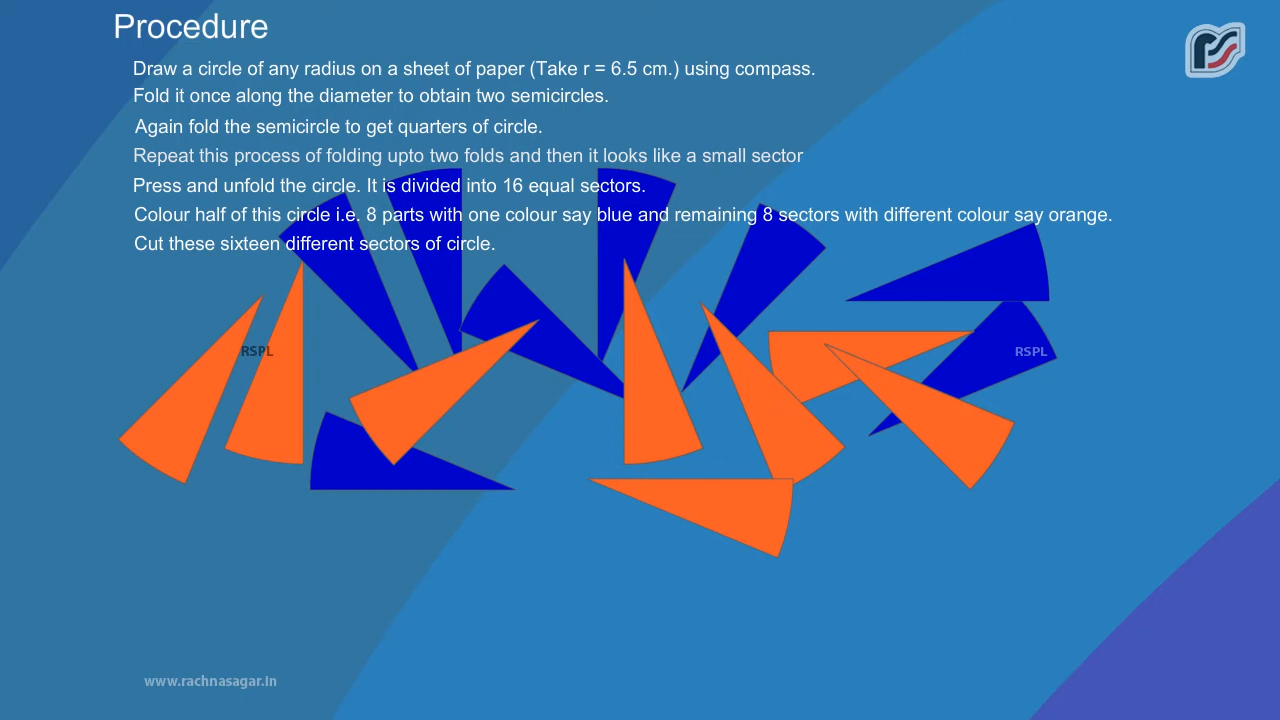 Procedure
Draw a circle of any radius on a sheet of paper (Take r = 6.5 cm.) using compass.
Fold it once along the diameter to obtain two semicircles.
Again fold the semicircle to get quarters of circle.
Repeat this process of folding upto two folds and then it looks like a small sector
Press and unfold the circle. It is divided into 16 equal sectors.
Colour half of this circle i.e. 8 parts with one colour say blue and remaining 8 sectors with different colour say orange.
Cut these sixteen different sectors of circle.
RSPL
RSPL
www.rachnasagar.in